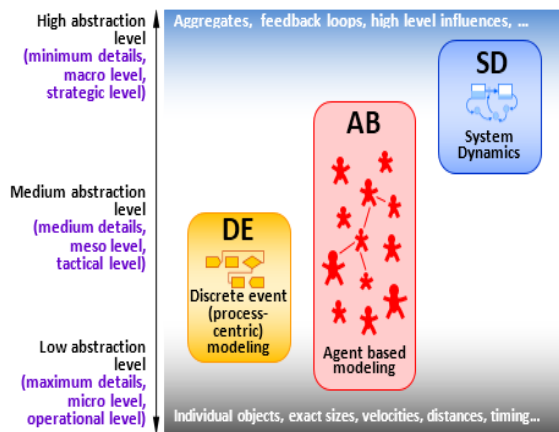 High abstraction
level
(minimum details,
macro level,
strategic level)
Medium abstraction
level
(medium details,
meso level,
tactical level)
Low abstraction
level
(maximum details,
micro level,
operational level)
Aggregates, feedback loops, high level influences, ...
DE
Discrete event
(process-
centric)
modeling
AB
Agent based
modeling
SD
System
Dynamics
Individual objects, exact sizes, velocities, distances, timing...